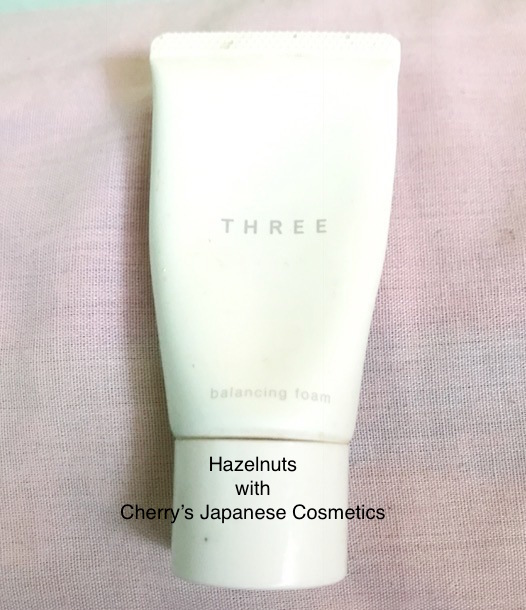 THREE
balancing foam
Hazelnuts
with
Cherry’s Japanese Cosmetics